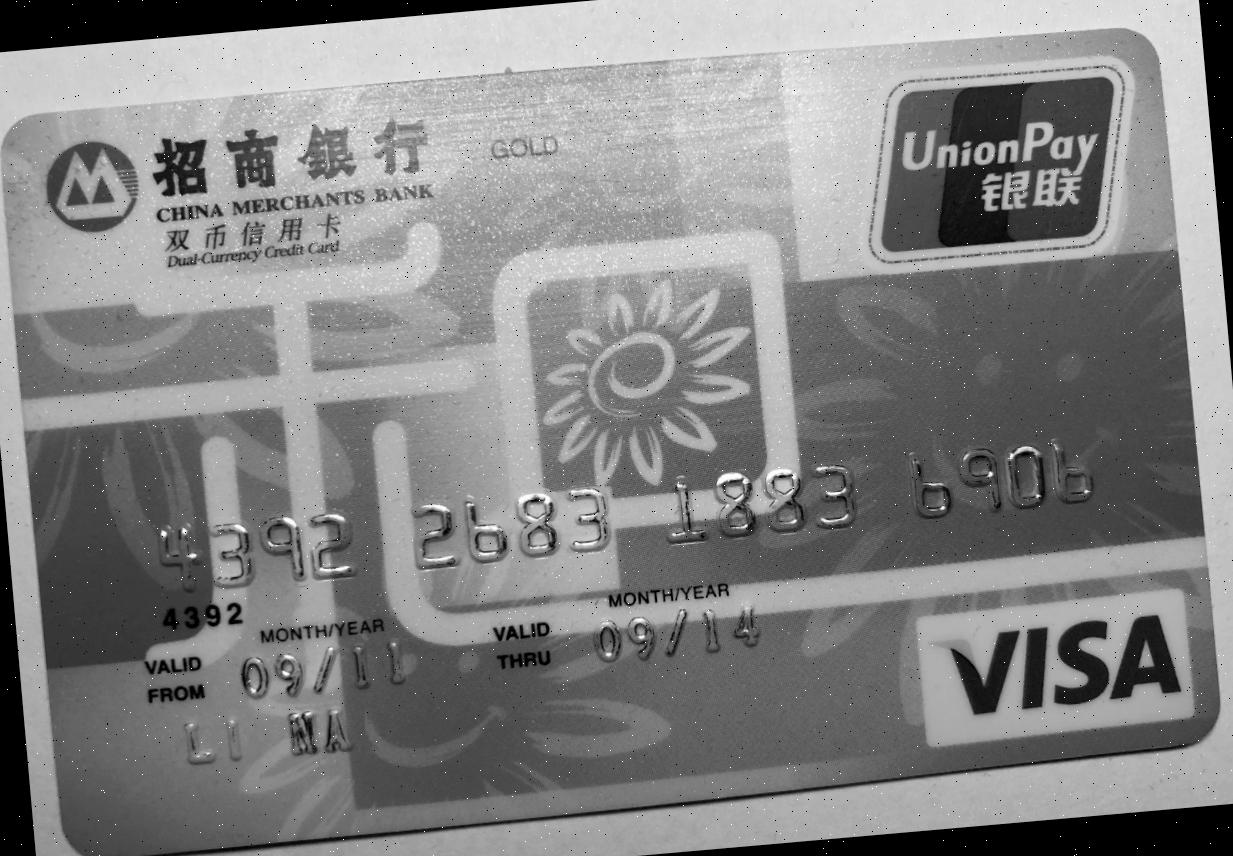 招商银行 GOLD
CHINA MERCHANTS BANK
双币信用卡
Dual-Currency Credit Card
UnionPay
银联
4392 2683 1883 6906
4392
MONTH/YEAR
VALID FROM 09/11
MONTH/YEAR
VALID THRU 09/14
LI NA
VISA